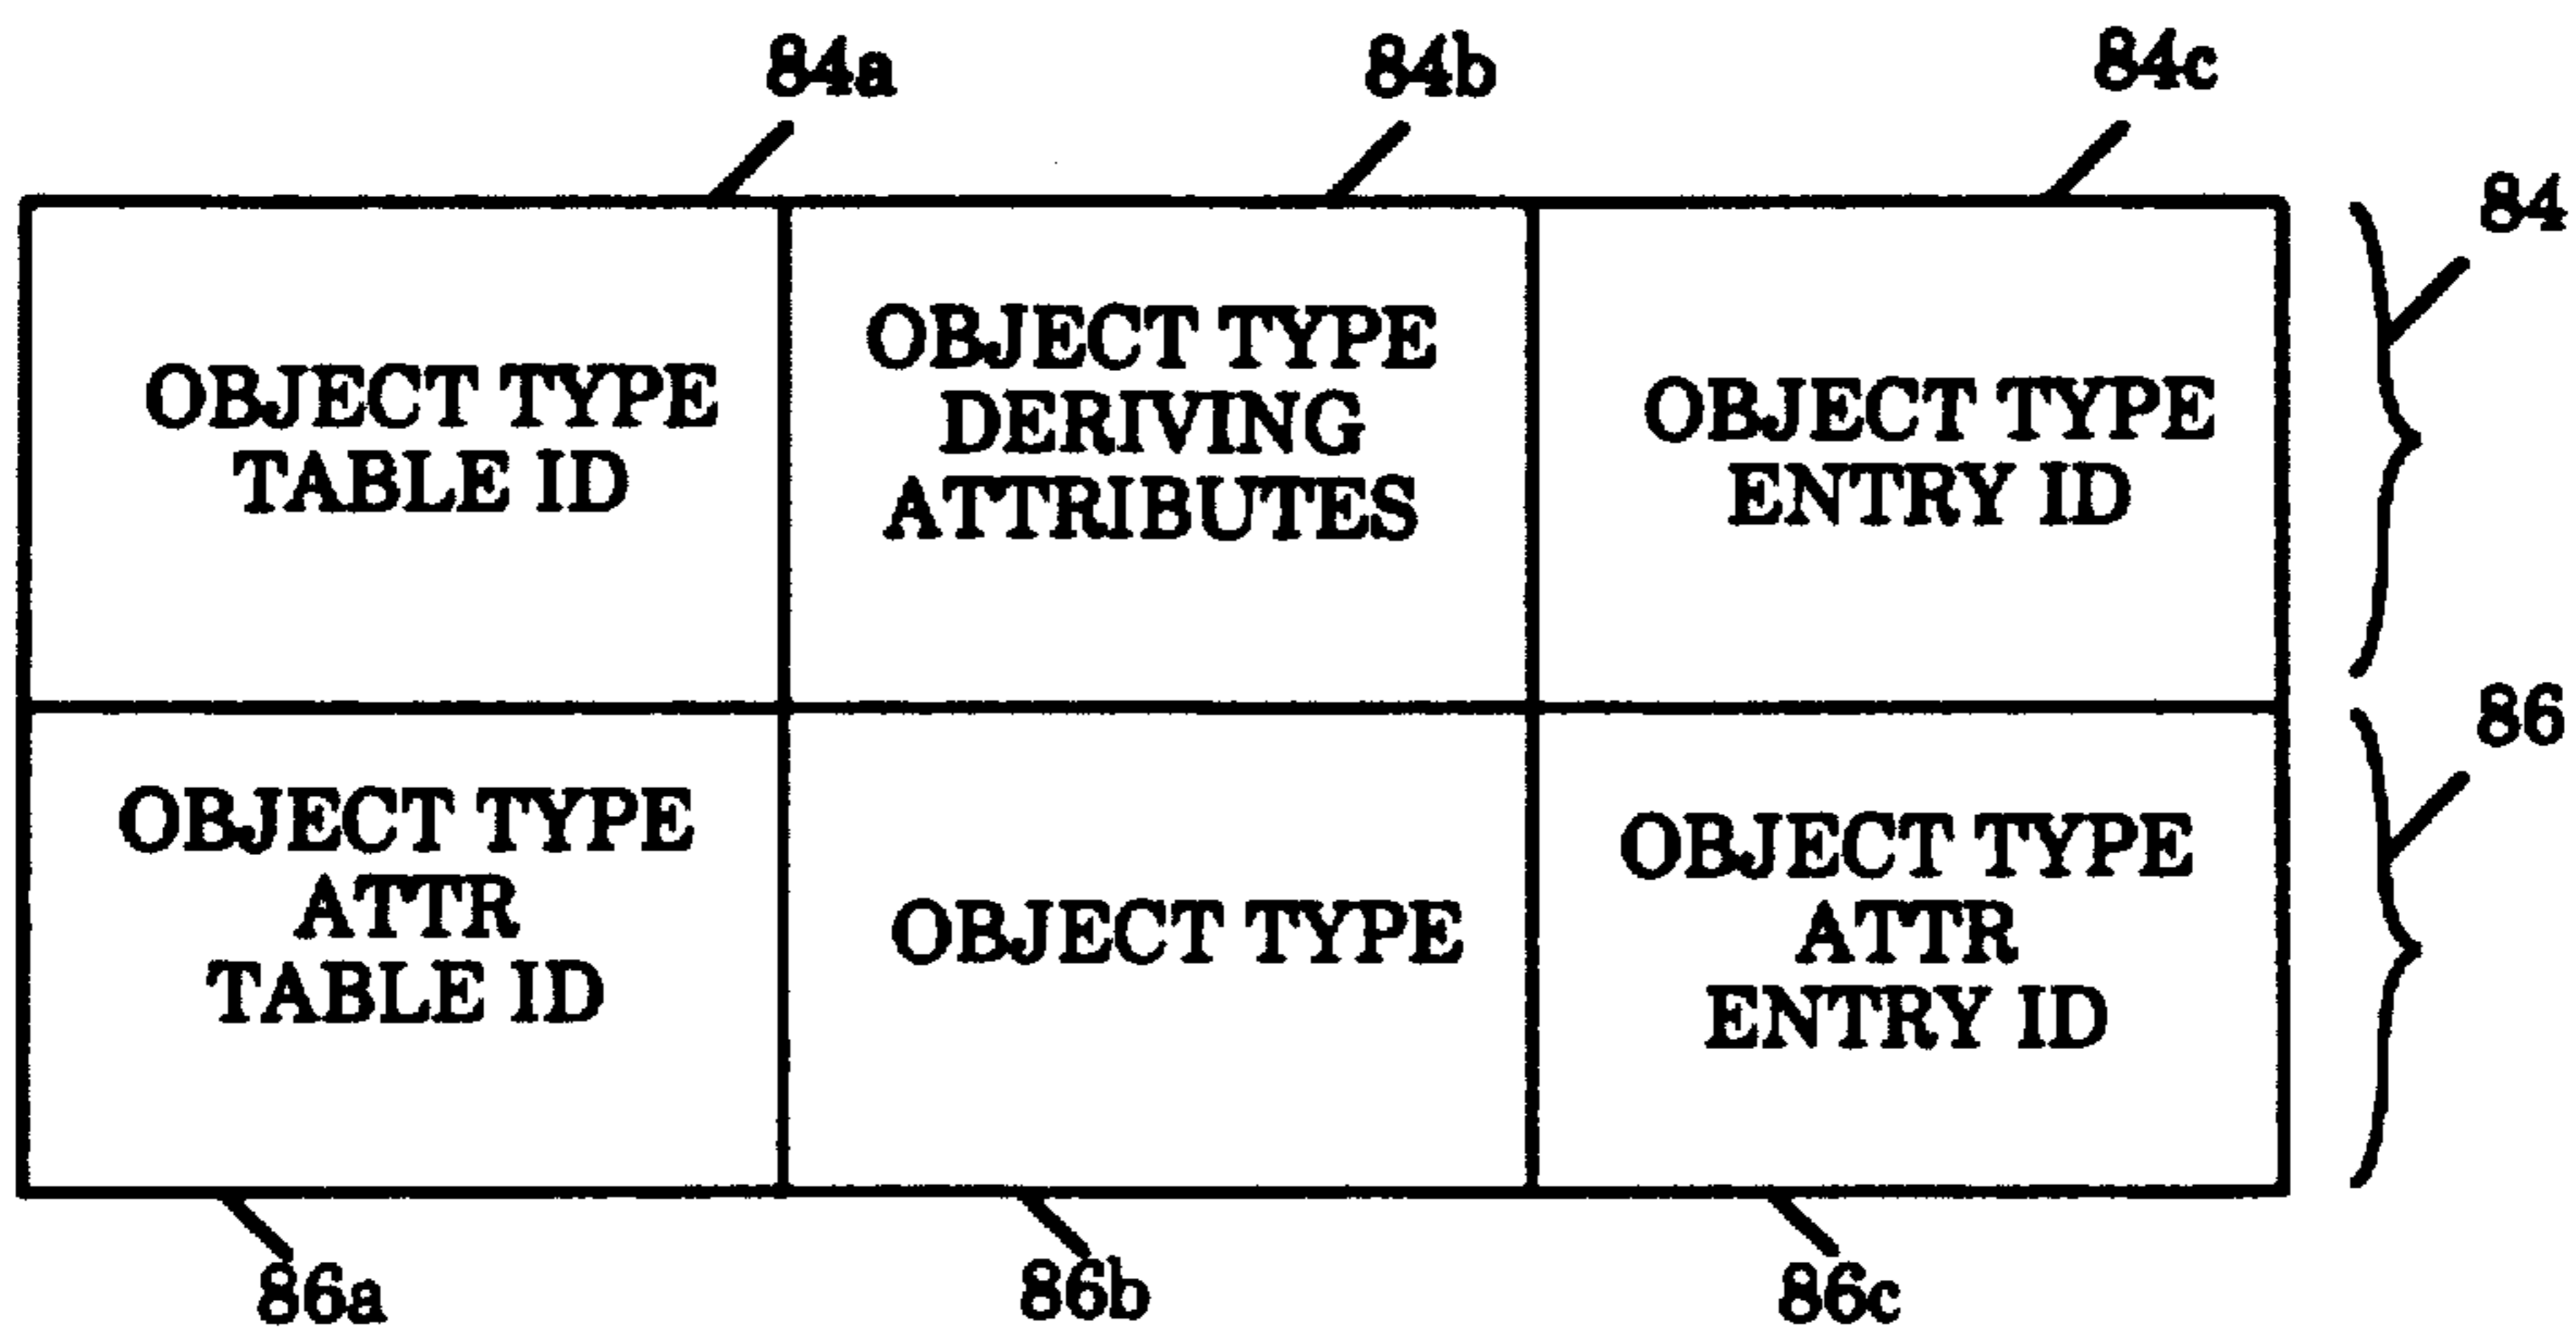 84a
84b
84c
84
OBJECT TYPE
TABLE ID
OBJECT TYPE
DERIVING
ATTRIBUTES
OBJECT TYPE
ENTRY ID
86
OBJECT TYPE
ATTR
TABLE ID
OBJECT TYPE
OBJECT TYPE
ATTR
ENTRY ID
86a
86b
86c